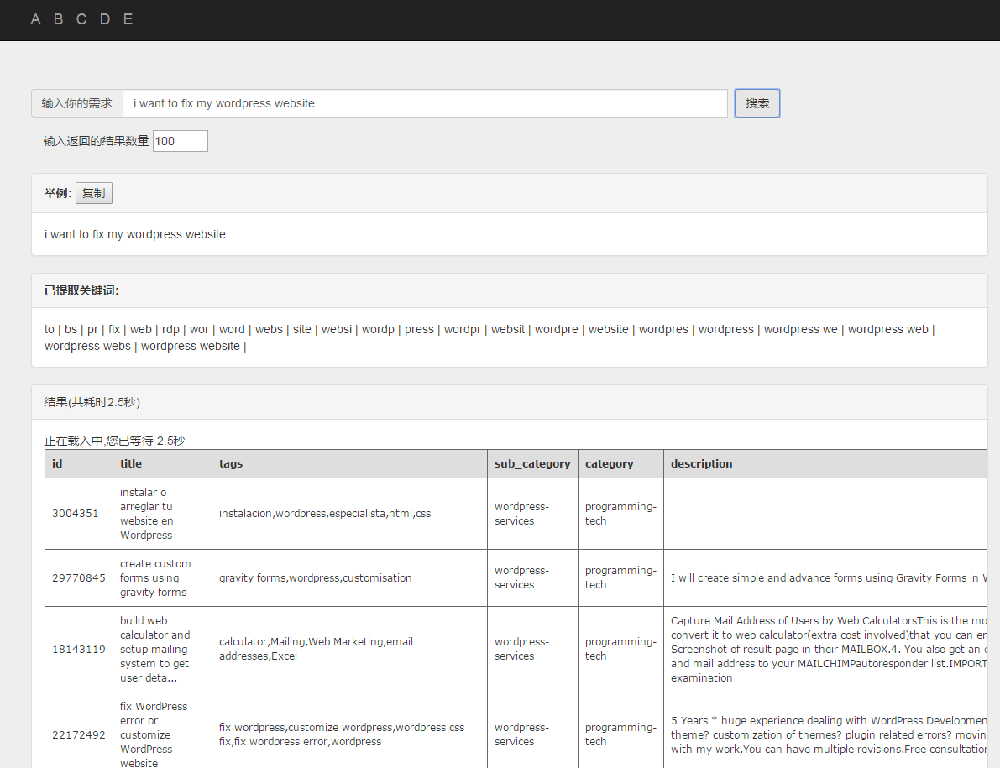 A B C D E
输入你的需求 i want to fix my wordpress website 搜索
输入返回的结果数量 100
举例: 复制
i want to fix my wordpress website
已提取关键词:
to | bs | pr | fix | web | rdp | wor | word | webs | site | websi | wordp | press | wordpr | websit | wordpre | website | wordpres | wordpress | wordpress we | wordpress web |
wordpress webs | wordpress website |
结果(共耗时2.5秒)
正在载入中,您已等待 2.5秒
id title tags sub_category category description
3004351
instalar o
arreglar tu
website en
Wordpress
instalacion,wordpress,especialista,html,css
wordpress-
services
programming-
tech
29770845
create custom
forms using
gravity forms
gravity forms,wordpress,customisation
wordpress-
services
programming-
tech
I will create simple and advance forms using Gravity Forms in
18143119
build web
calculator and
setup mailing
system to get
user deta...
calculator,Mailing,Web Marketing,email
addresses,Excel
wordpress-
services
programming-
tech
Capture Mail Address of Users by Web CalculatorsThis is the
convert it to web calculator(extra cost involved)that you can
Screenshot of result page in their MAILBOX.4. You also get an
and mail address to your MAILCHIMPautoresponder list.IMPORT
examination
22172492
fix WordPress
error or
customize
WordPress
website
fix wordpress,customize wordpress,wordpress css
fix,fix wordpress error,wordpress
wordpress-
services
programming-
tech
5 Years * huge experience dealing with WordPress Developmen
theme? customization of themes? plugin related errors? movin
with my work.You can have multiple revisions.Free consultation